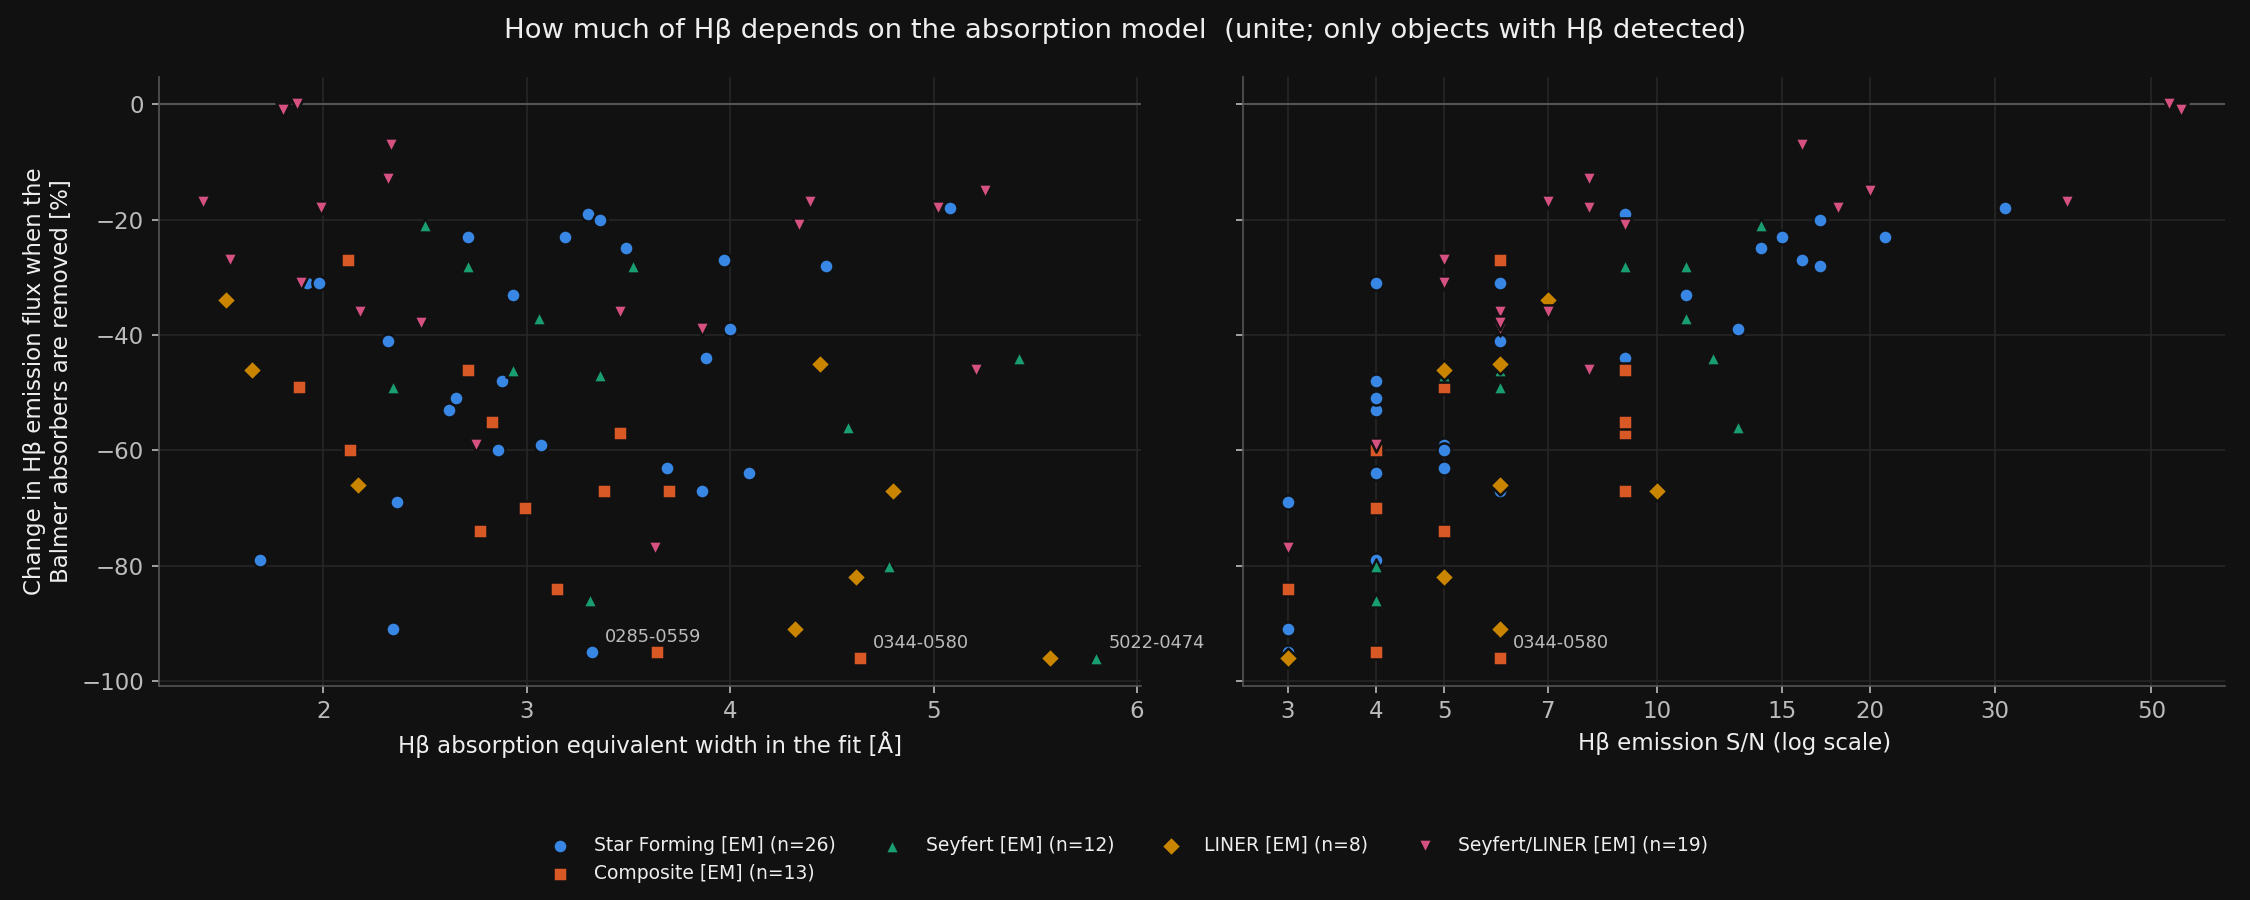 How much of Hβ depends on the absorption model (unite; only objects with Hβ detected)
Change in Hβ emission flux when the
Balmer absorbers are removed [%]
0
−20
−40
−60
−80
−100
0285-0559
0344-0580
5022-0474
0344-0580
2 3 4 5 6
3 4 5 7 10 15 20 30 50
Hβ absorption equivalent width in the fit [Å]
Hβ emission S/N (log scale)
Star Forming [EM] (n=26)
Seyfert [EM] (n=12)
LINER [EM] (n=8)
Seyfert/LINER [EM] (n=19)
Composite [EM] (n=13)